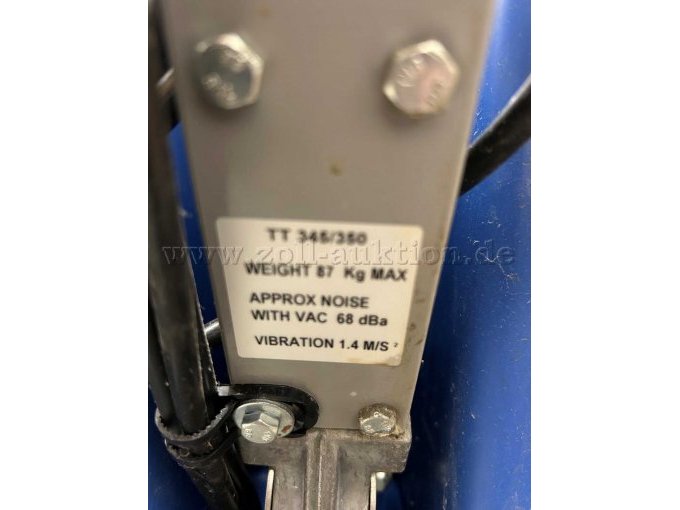 TT 345/350
www.zoll-auktion.de
WEIGHT 87 Kg MAX
APPROX NOISE
WITH VAC 68 dBa
VIBRATION 1.4 M/S ²